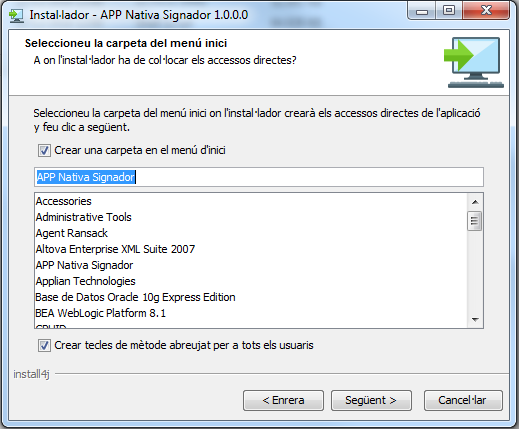 Instal·lador - APP Nativa Signador 1.0.0.0
Seleccioneu la carpeta del menú inici
A on l'instal·lador ha de col·locar els accessos directes?
Seleccioneu la carpeta del menú inici on l'instal·lador crearà els accessos directes de l'aplicació
y feu clic a següent.
Crear una carpeta en el menú d'inici
APP Nativa Signador
Accessories
Administrative Tools
Agent Ransack
Altova Enterprise XML Suite 2007
APP Nativa Signador
Applian Technologies
Base de Datos Oracle 10g Express Edition
BEA WebLogic Platform 8.1
CPUID
Crear tecles de mètode abreujat per a tots els usuaris
install4j
< Enrera
Següent >
Cancel·lar